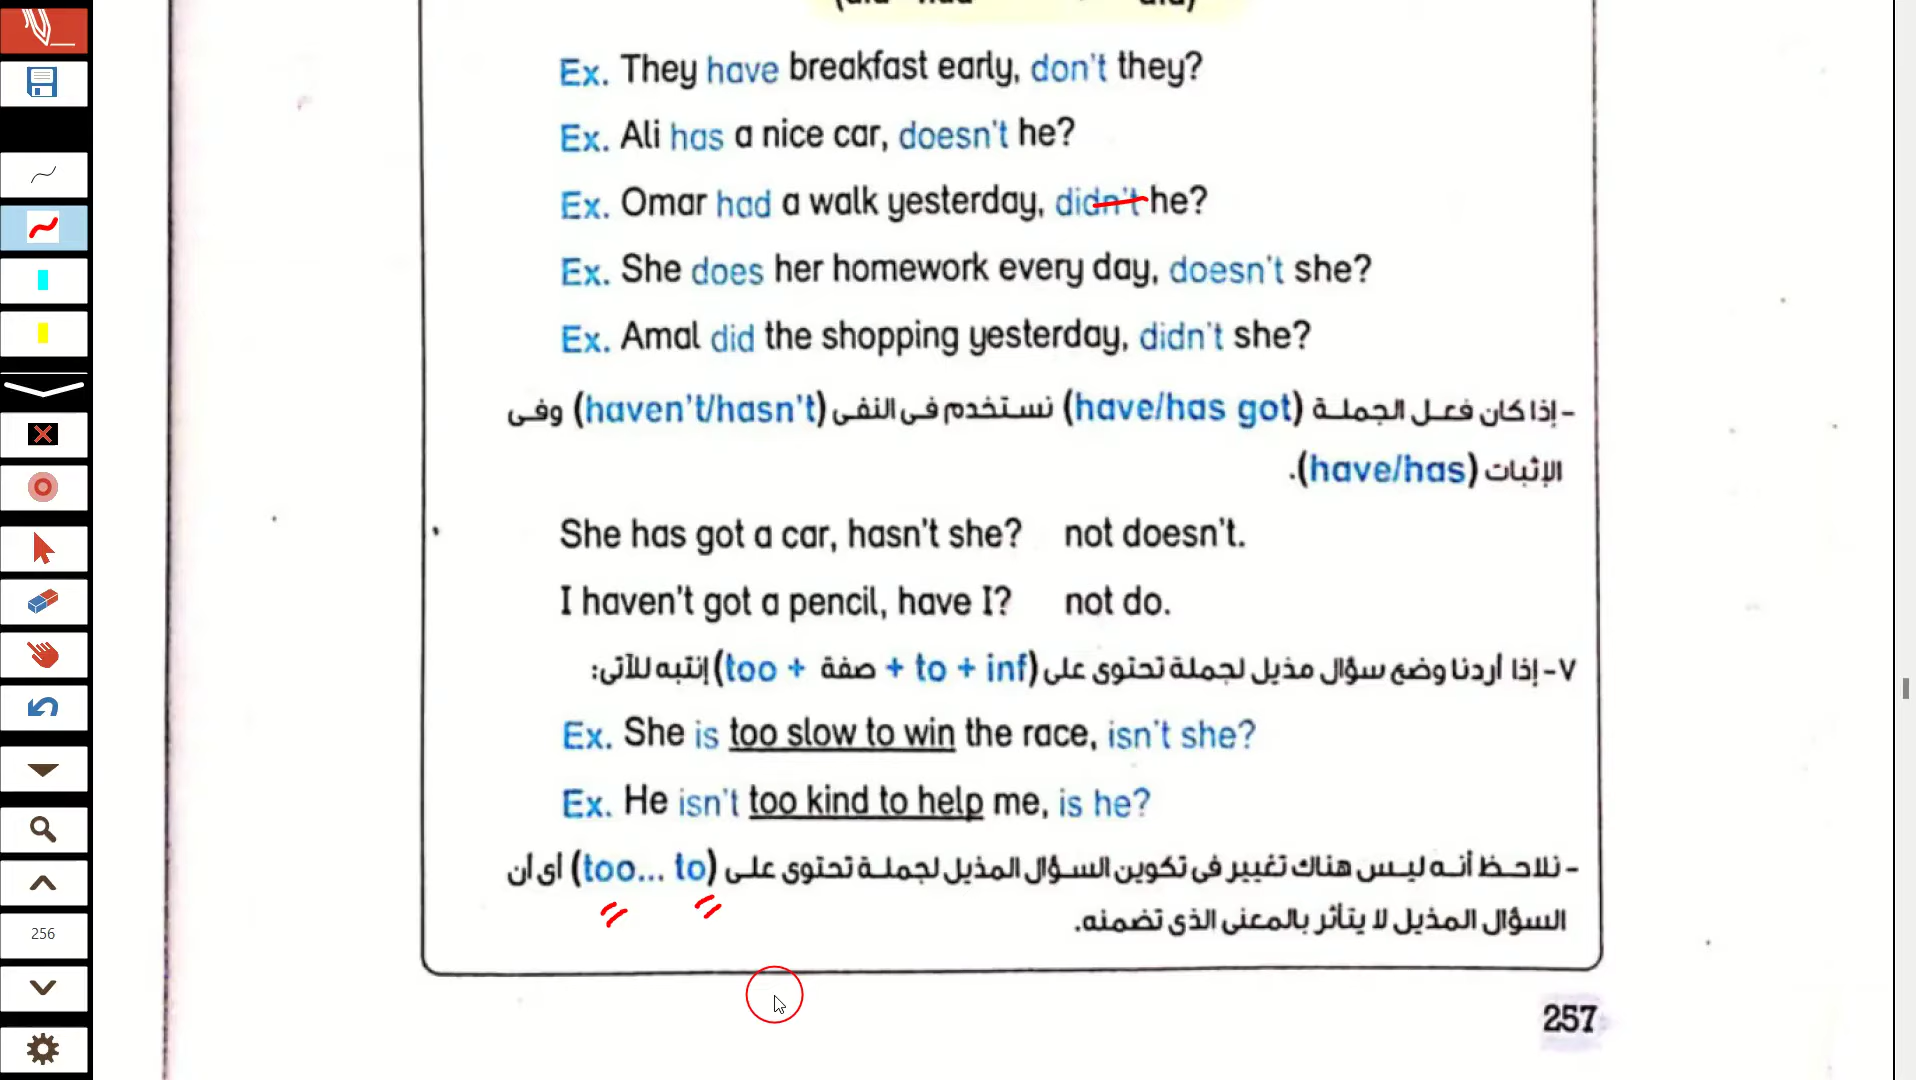 Ex. They have breakfast early, don't they?
Ex. Ali has a nice car, doesn't he?
Ex. Omar had a walk yesterday, didn't he?
Ex. She does her homework every day, doesn't she?
Ex. Amal did the shopping yesterday, didn't she?
- إذا كان فعل الجملة (have/has got) نستخدم فى النفى (haven't/hasn't) وفى
الإثبات (have/has).
She has got a car, hasn't she? not doesn't.
I haven't got a pencil, have I? not do.
٧- إذا أردنا وضع سؤال مذيل لجملة تحتوى على (too + صفة + to + inf) إنتبه للآتى:
Ex. She is too slow to win the race, isn't she?
Ex. He isn't too kind to help me, is he?
- نلاحظ أنه ليس هناك تغيير فى تكوين السؤال المذيل لجملة تحتوى على (too... to) أى أن
السؤال المذيل لا يتأثر بالمعنى الذى تضمنه.
256
257